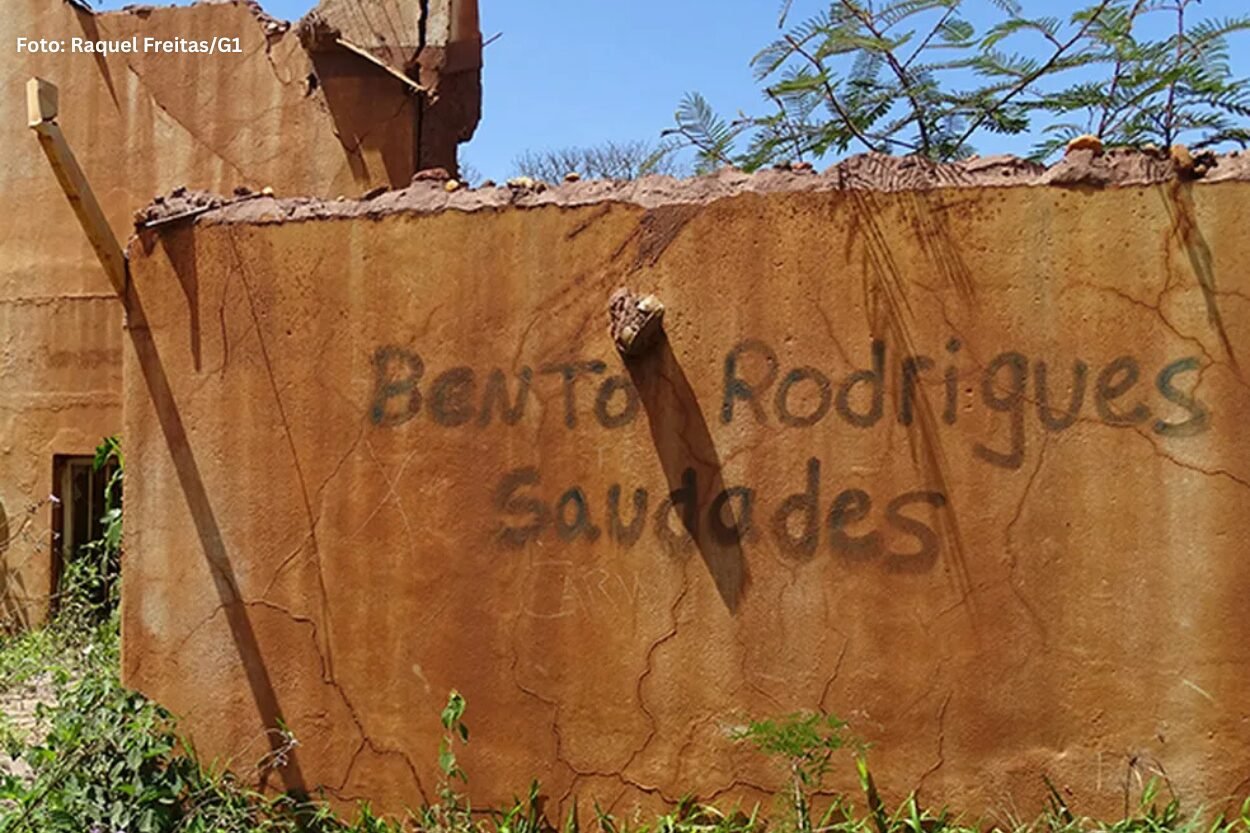 Foto: Raquel Freitas/G1
Bento Rodrigues
Saudades